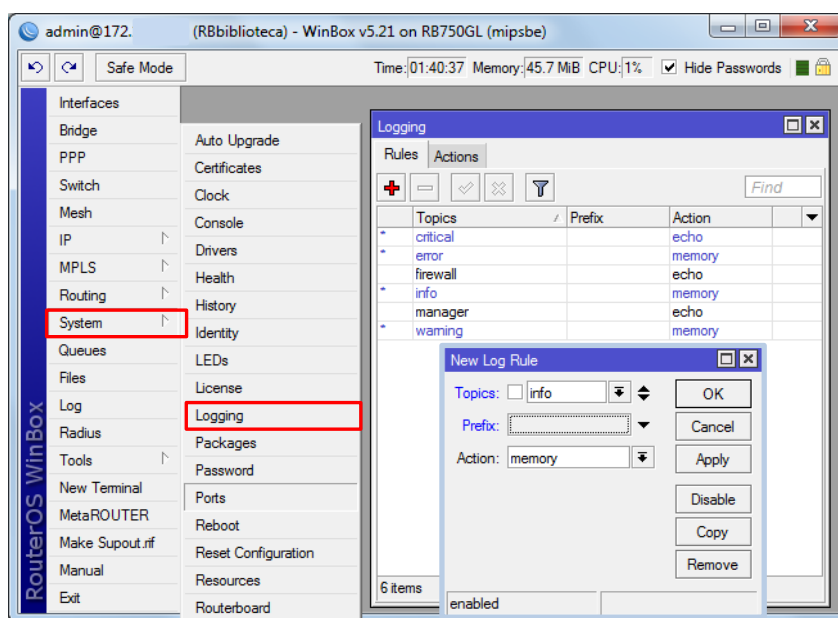 admin@172. (RBbiblioteca) - WinBox v5.21 on RB750GL (mipsbe)
Safe Mode
Time: 01:40:37 Memory: 45.7 MiB CPU: 1% Hide Passwords
RouterOS WinBox
Interfaces
Bridge
PPP
Switch
Mesh
IP
MPLS
Routing
System
Queues
Files
Log
Radius
Tools
New Terminal
MetaROUTER
Make Supout.rif
Manual
Exit
Auto Upgrade
Certificates
Clock
Console
Drivers
Health
History
Identity
LEDs
License
Logging
Packages
Password
Ports
Reboot
Reset Configuration
Resources
Routerboard
Logging
Rules Actions
Find
Topics / Prefix Action
* critical echo
* error memory
firewall echo
* info memory
manager echo
* warning memory
6 items
New Log Rule
Topics: info
Prefix:
Action: memory
OK
Cancel
Apply
Disable
Copy
Remove
enabled